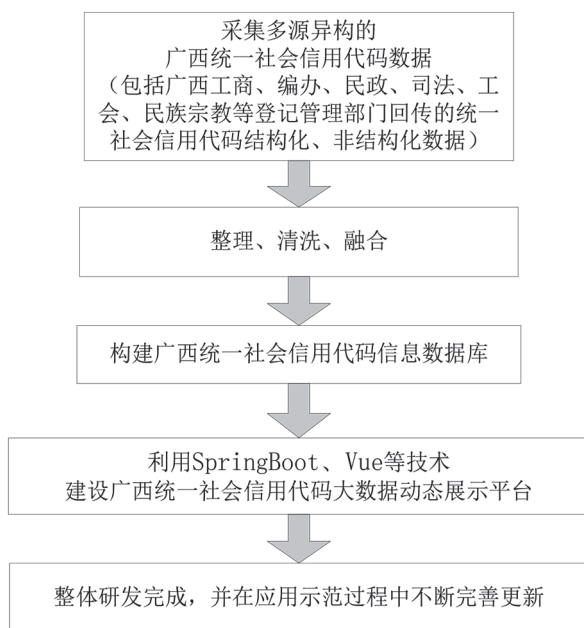 采集多源异构的
广西统一社会信用代码数据
（包括广西工商、编办、民政、司法、工
会、民族宗教等登记管理部门回传的统一
社会信用代码结构化、非结构化数据）
整理、清洗、融合
构建广西统一社会信用代码信息数据库
利用SpringBoot、Vue等技术
建设广西统一社会信用代码大数据动态展示平台
整体研发完成，并在应用示范过程中不断完善更新